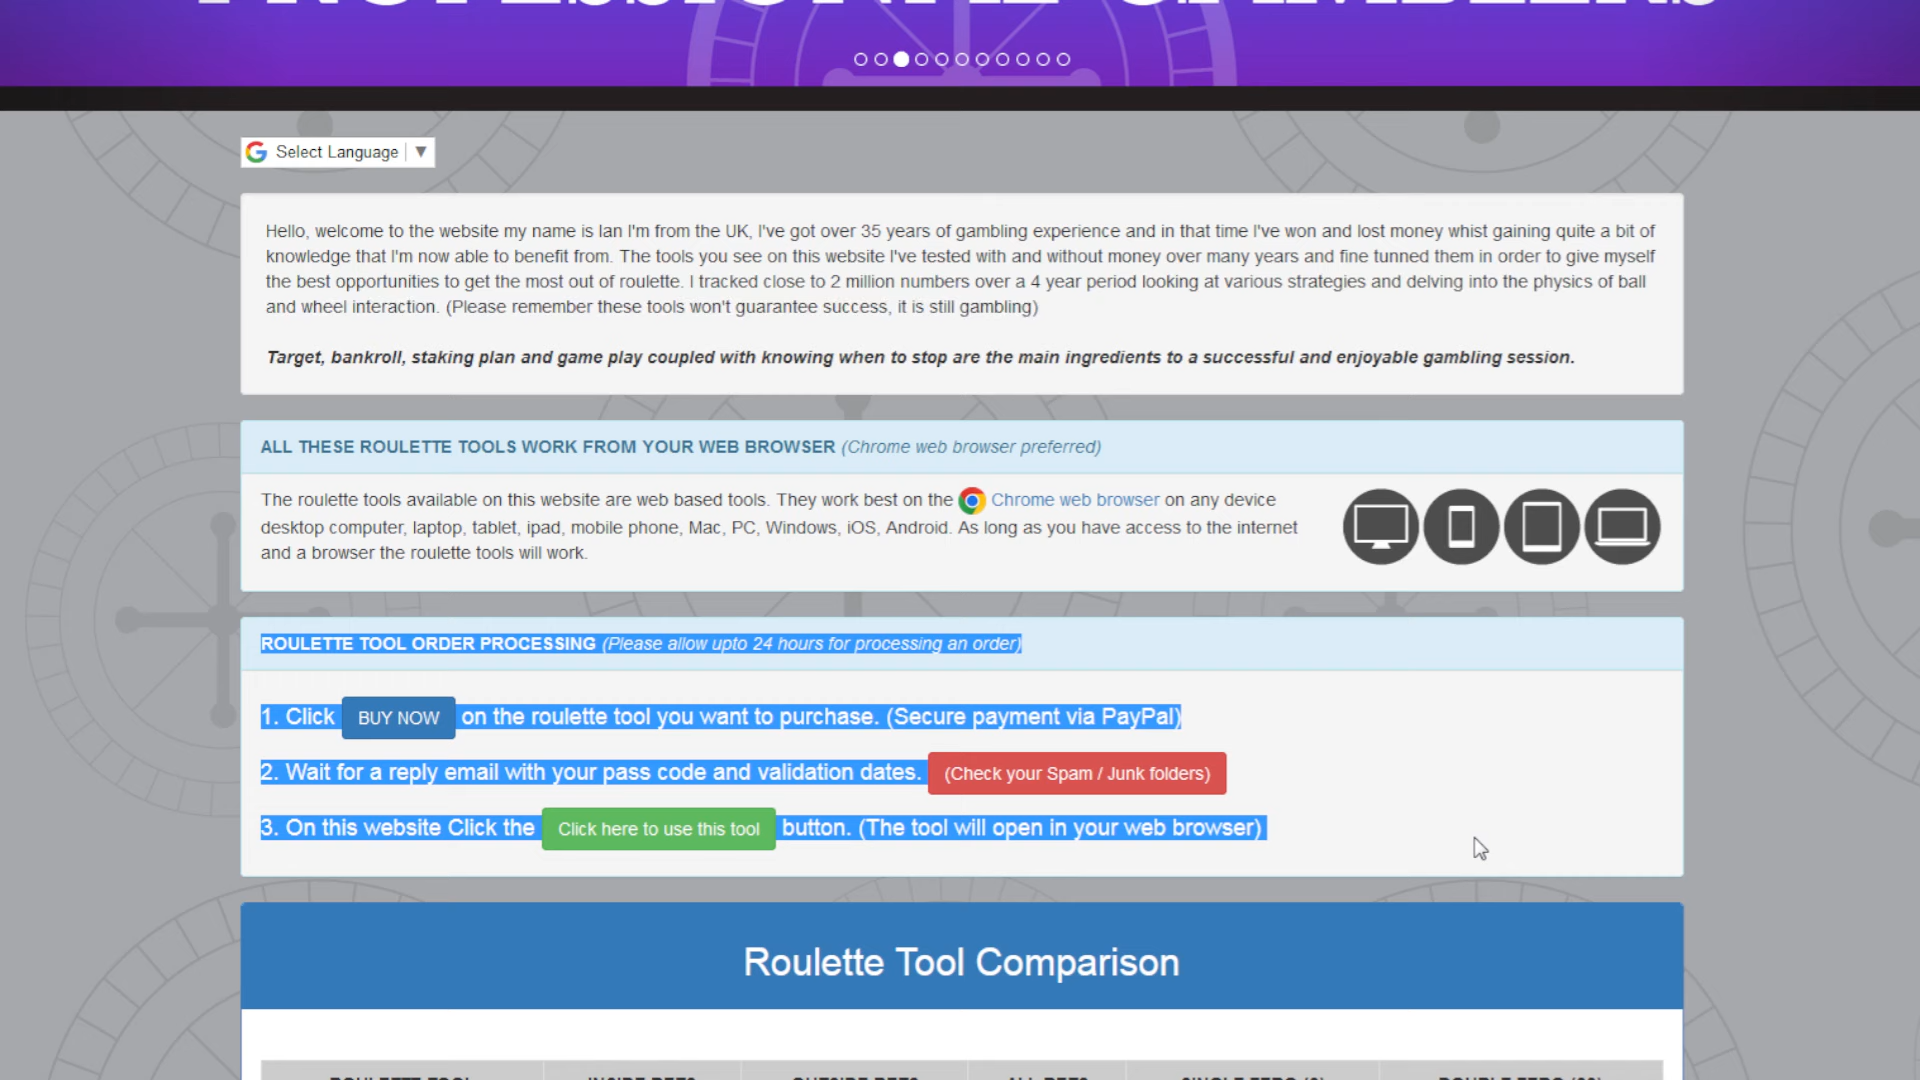 Select Language ▼
Hello, welcome to the website my name is Ian I'm from the UK, I've got over 35 years of gambling experience and in that time I've won and lost money whist gaining quite a bit of
knowledge that I'm now able to benefit from. The tools you see on this website I've tested with and without money over many years and fine tunned them in order to give myself
the best opportunities to get the most out of roulette. I tracked close to 2 million numbers over a 4 year period looking at various strategies and delving into the physics of ball
and wheel interaction. (Please remember these tools won't guarantee success, it is still gambling)
Target, bankroll, staking plan and game play coupled with knowing when to stop are the main ingredients to a successful and enjoyable gambling session.
ALL THESE ROULETTE TOOLS WORK FROM YOUR WEB BROWSER (Chrome web browser preferred)
The roulette tools available on this website are web based tools. They work best on the Chrome web browser on any device
desktop computer, laptop, tablet, ipad, mobile phone, Mac, PC, Windows, iOS, Android. As long as you have access to the internet
and a browser the roulette tools will work.
ROULETTE TOOL ORDER PROCESSING (Please allow upto 24 hours for processing an order)
1. Click BUY NOW on the roulette tool you want to purchase. (Secure payment via PayPal)
2. Wait for a reply email with your pass code and validation dates. (Check your Spam / Junk folders)
3. On this website Click the Click here to use this tool button. (The tool will open in your web browser)
Roulette Tool Comparison